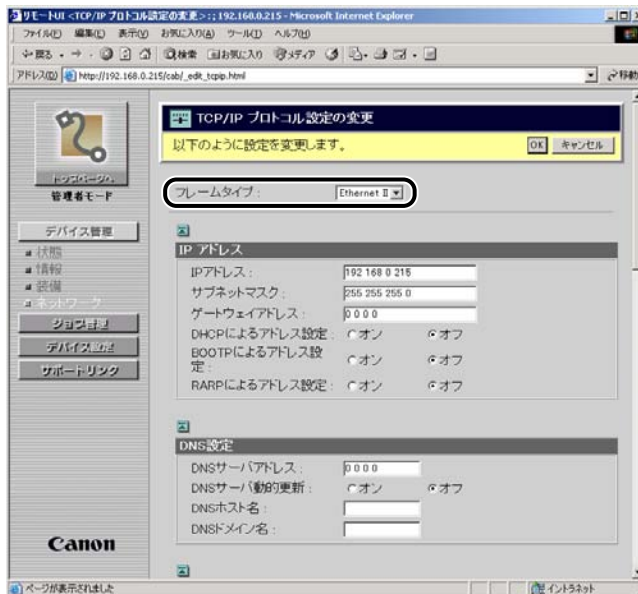 リモートUI <TCP/IP プロトコル設定の変更> : ; 192.168.0.215 - Microsoft Internet Explorer
ファイル(F) 編集(E) 表示(V) お気に入り(A) ツール(T) ヘルプ(H)
戻る 検索 お気に入り メディア
アドレス(D) http://192.168.0.215/cab/_edt_tcpip.html 移動
TCP/IP プロトコル設定の変更
以下のように設定を変更します。 OK キャンセル
トップページへ
管理者モード
デバイス管理
状態
情報
装備
ネットワーク
ジョブ管理
デバイス設定
サポートリンク
Canon
フレームタイプ : Ethernet II
IP アドレス
IPアドレス : 192.168.0.215
サブネットマスク : 255.255.255.0
ゲートウェイアドレス : 0.0.0.0
DHCPによるアドレス設定 : オン オフ
BOOTPによるアドレス設
定 : オン オフ
RARPによるアドレス設定 : オン オフ
DNS設定
DNSサーバアドレス : 0.0.0.0
DNSサーバ動的更新 : オン オフ
DNSホスト名 :
DNSドメイン名 :
ページが表示されました イントラネット